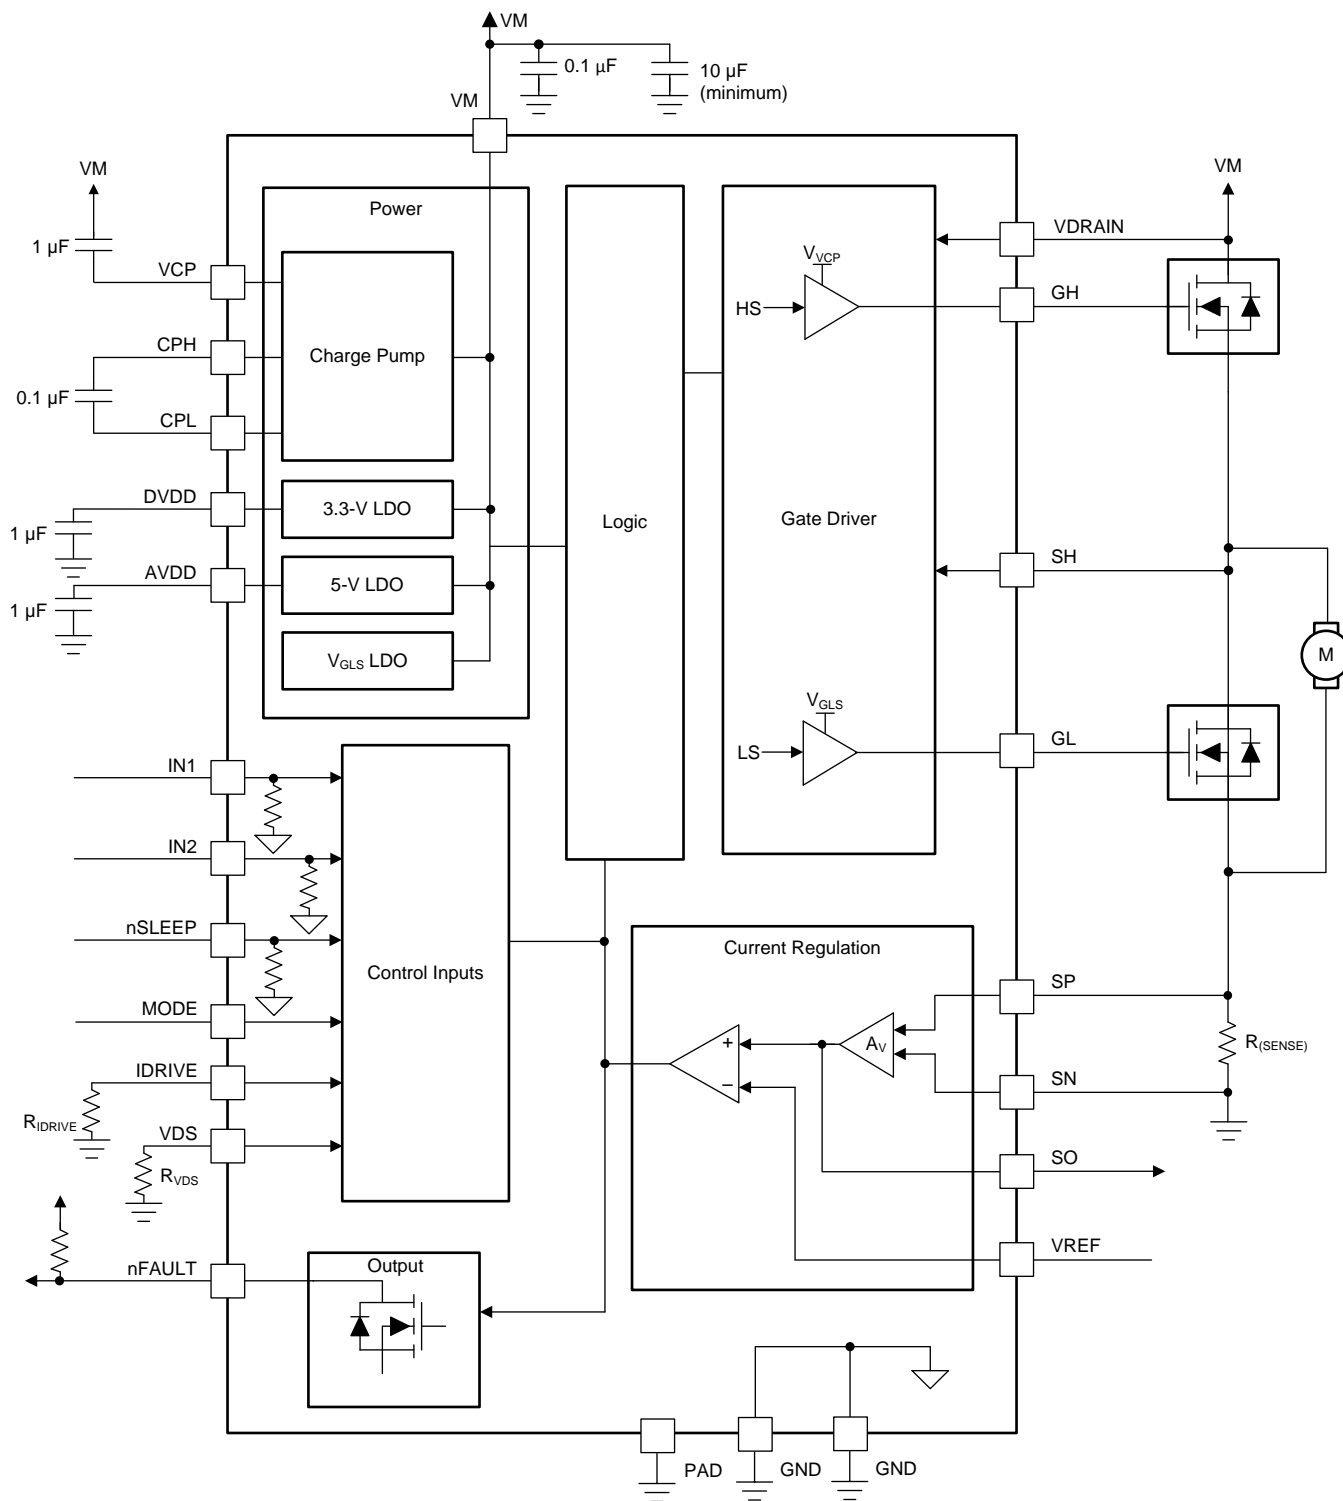 VM
0.1 µF
10 µF
(minimum)
VM
VM
1 µF
VCP
CPH
0.1 µF
CPL
DVDD
1 µF
AVDD
1 µF
Power
Charge Pump
3.3-V LDO
5-V LDO
VGLS LDO
Logic
VVCP
HS
Gate Driver
VGLS
LS
VM
VDRAIN
GH
SH
M
GL
IN1
IN2
nSLEEP
MODE
IDRIVE
RIDRIVE
VDS
RVDS
nFAULT
Control Inputs
Output
Current Regulation
+
−
AV
SP
R(SENSE)
SN
SO
VREF
PAD
GND
GND